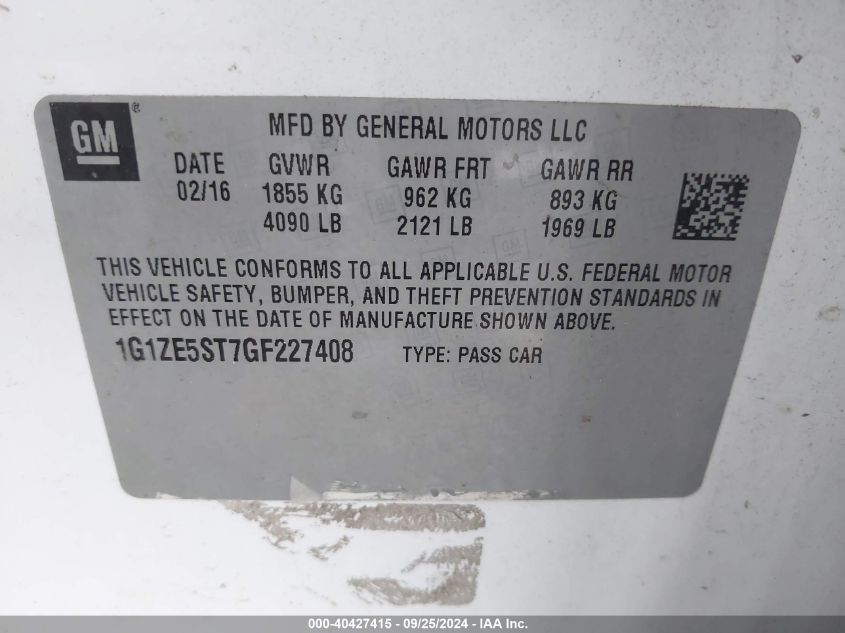 GM ®
MFD BY GENERAL MOTORS LLC
DATE GVWR GAWR FRT GAWR RR
02/16 1855 KG 962 KG 893 KG
4090 LB 2121 LB 1969 LB
THIS VEHICLE CONFORMS TO ALL APPLICABLE U.S. FEDERAL MOTOR
VEHICLE SAFETY, BUMPER, AND THEFT PREVENTION STANDARDS IN
EFFECT ON THE DATE OF MANUFACTURE SHOWN ABOVE.
1G1ZE5ST7GF227408 TYPE: PASS CAR
000-40427415 - 09/25/2024 - IAA Inc.